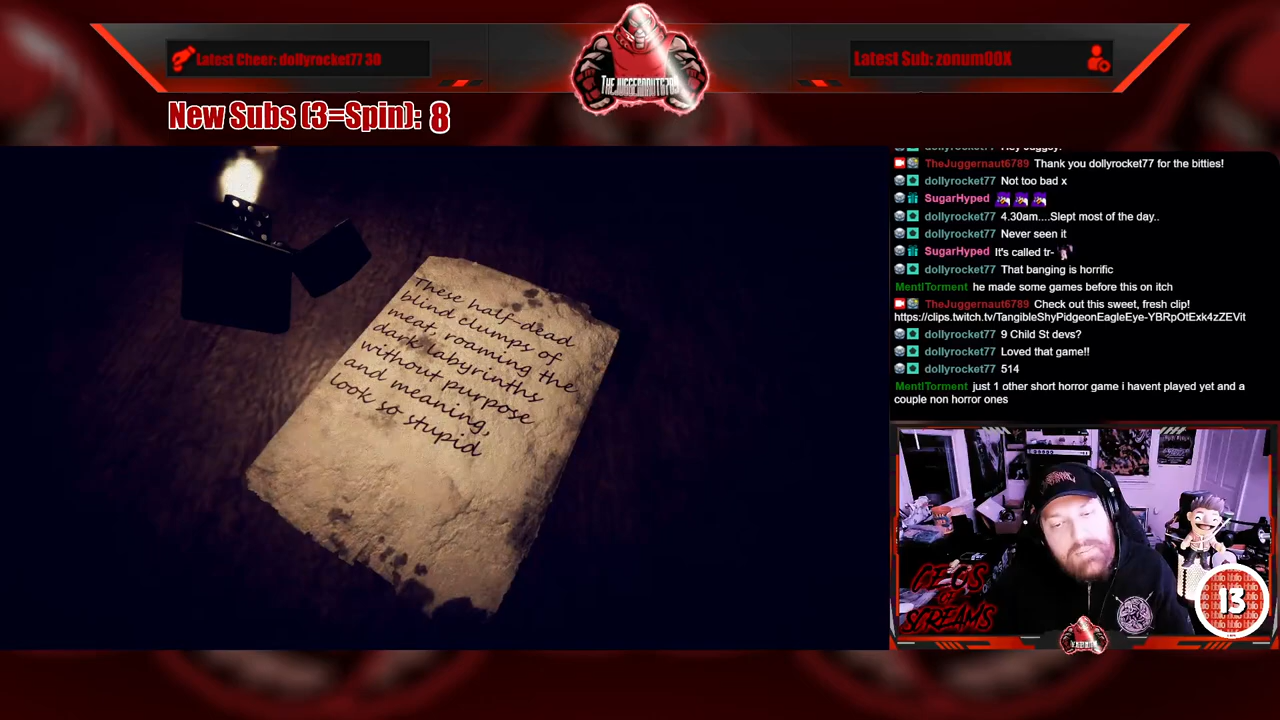 Latest Cheer: dollyrocket77 30
THEJUGGERNAUT6789
Latest Sub: zonum00X
New Subs (3=Spin): 8
These half-dead
blind clumps of
meat, roaming the
dark labyrinths
without purpose
and meaning,
look so stupid
TheJuggernaut6789 Thank you dollyrocket77 for the bitties!
dollyrocket77 Not too bad x
SugarHyped
dollyrocket77 4.30am....Slept most of the day..
dollyrocket77 Never seen it
SugarHyped It's called tr-
dollyrocket77 That banging is horrific
MentlTorment he made some games before this on itch
TheJuggernaut6789 Check out this sweet, fresh clip!
https://clips.twitch.tv/TangibleShyPidgeonEagleEye-YBRpOtExk4zZEVit
dollyrocket77 9 Child St devs?
dollyrocket77 Loved that game!!
dollyrocket77 514
MentlTorment just 1 other short horror game i havent played yet and a
couple non horror ones
SCREAMS
13